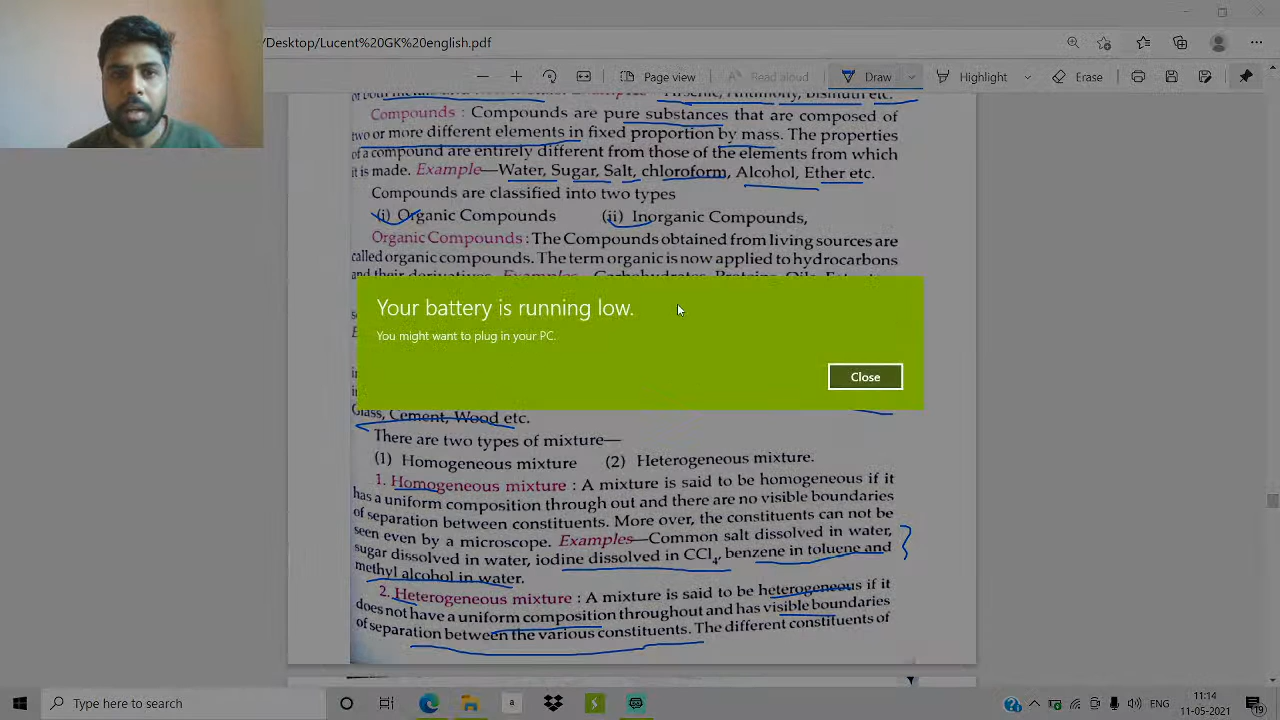 /Desktop/Lucent%20GK%20english.pdf
Page view
Read aloud
Draw
Highlight
Erase
Arsenic, Antimony, Bismuth etc.
Compounds : Compounds are pure substances that are composed of
two or more different elements in fixed proportion by mass. The properties
of a compound are entirely different from those of the elements from which
it is made. Example—Water, Sugar, Salt, chloroform, Alcohol, Ether etc.
Compounds are classified into two types
(i) Organic Compounds (ii) Inorganic Compounds,
Organic Compounds : The Compounds obtained from living sources are
called organic compounds. The term organic is now applied to hydrocarbons
and their derivatives. Examples
Your battery is running low.
You might want to plug in your PC.
Close
Glass, Cement, Wood etc.
There are two types of mixture—
(1) Homogeneous mixture (2) Heterogeneous mixture.
1. Homogeneous mixture : A mixture is said to be homogeneous if it
has a uniform composition through out and there are no visible boundaries
of separation between constituents. More over, the constituents can not be
seen even by a microscope. Examples—Common salt dissolved in water,
sugar dissolved in water, iodine dissolved in CCl4, benzene in toluene and
methyl alcohol in water.
2. Heterogeneous mixture : A mixture is said to be heterogeneous if it
does not have a uniform composition throughout and has visible boundaries
of separation between the various constituents. The different constituents of
Type here to search
a
11:14
11-05-2021